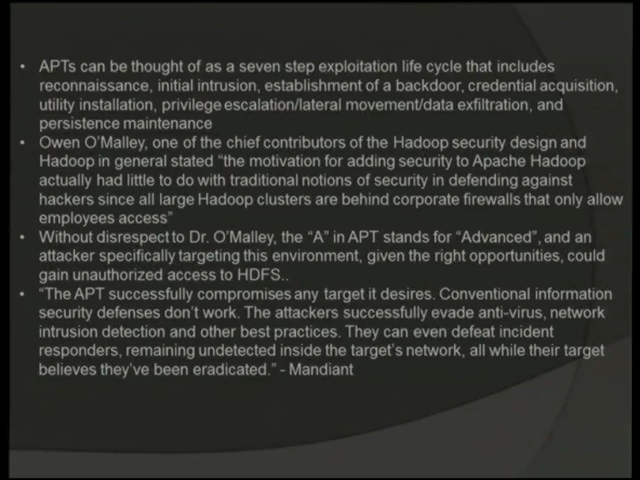 • APTs can be thought of as a seven step exploitation life cycle that includes
reconnaissance, initial intrusion, establishment of a backdoor, credential acquisition,
utility installation, privilege escalation/lateral movement/data exfiltration, and
persistence maintenance
• Owen O'Malley, one of the chief contributors of the Hadoop security design and
Hadoop in general stated “the motivation for adding security to Apache Hadoop
actually had little to do with traditional notions of security in defending against
hackers since all large Hadoop clusters are behind corporate firewalls that only allow
employees access”
• Without disrespect to Dr. O'Malley, the “A” in APT stands for “Advanced”, and an
attacker specifically targeting this environment, given the right opportunities, could
gain unauthorized access to HDFS..
• “The APT successfully compromises any target it desires. Conventional information
security defenses don't work. The attackers successfully evade anti-virus, network
intrusion detection and other best practices. They can even defeat incident
responders, remaining undetected inside the target's network, all while their target
believes they've been eradicated.” - Mandiant